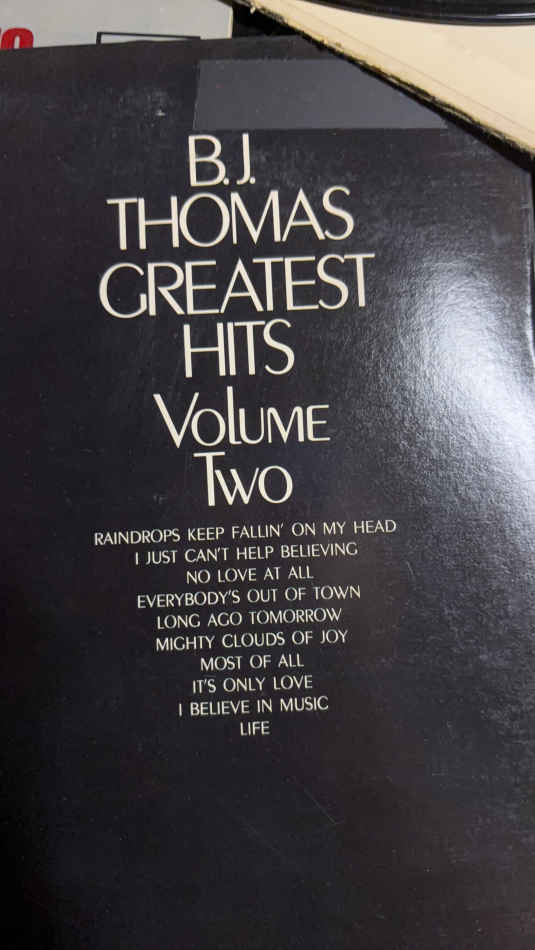 B.J.
THOMAS
GREATEST
HITS
Volume
Two
RAINDROPS KEEP FALLIN' ON MY HEAD
I JUST CAN'T HELP BELIEVING
NO LOVE AT ALL
EVERYBODY'S OUT OF TOWN
LONG AGO TOMORROW
MIGHTY CLOUDS OF JOY
MOST OF ALL
IT'S ONLY LOVE
I BELIEVE IN MUSIC
LIFE